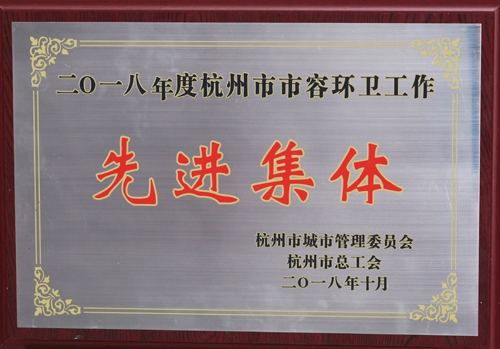 二〇一八年度杭州市市容环卫工作
先进集体
杭州市城市管理委员会
杭州市总工会
二〇一八年十月